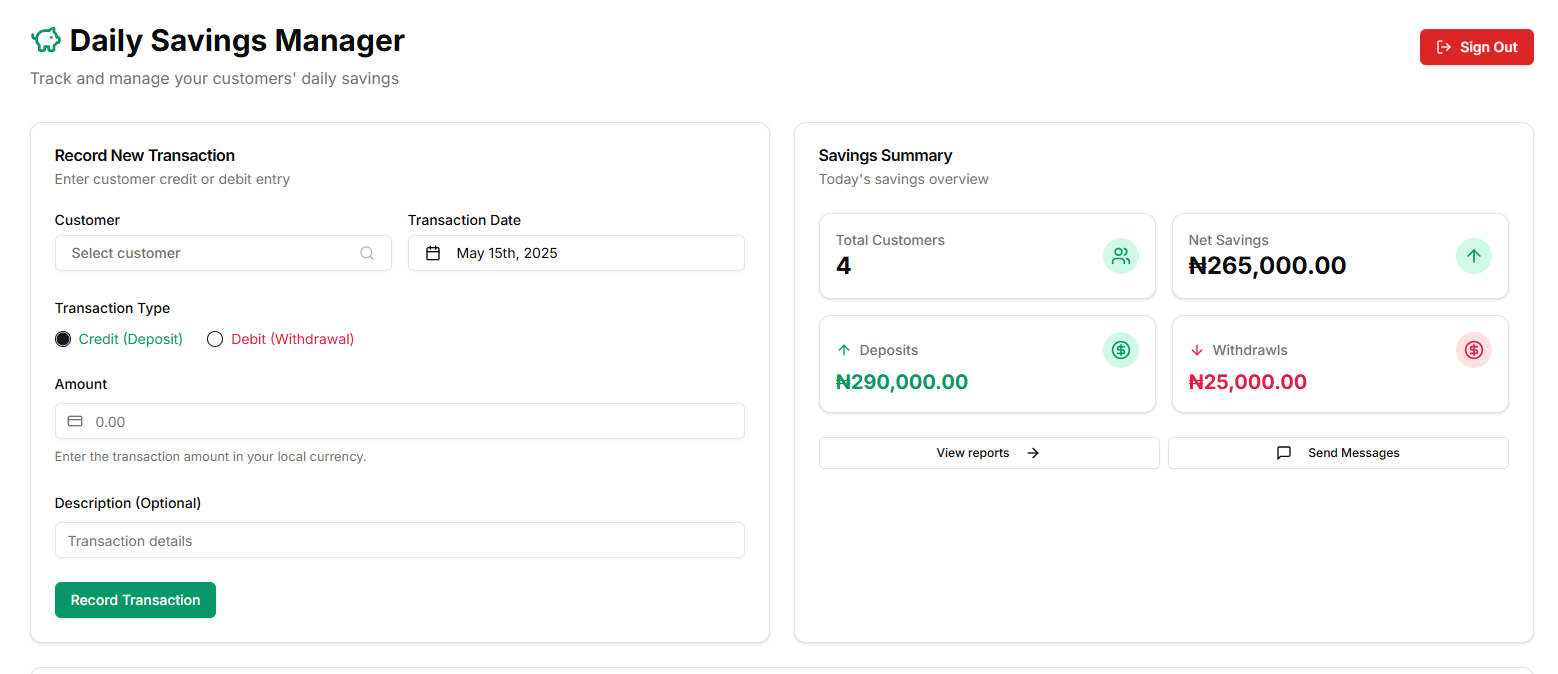 Daily Savings Manager
Track and manage your customers' daily savings
Sign Out
Record New Transaction
Enter customer credit or debit entry
Customer
Select customer
Transaction Date
May 15th, 2025
Transaction Type
Credit (Deposit)
Debit (Withdrawal)
Amount
0.00
Enter the transaction amount in your local currency.
Description (Optional)
Transaction details
Record Transaction
Savings Summary
Today's savings overview
Total Customers
4
Net Savings
₦265,000.00
Deposits
₦290,000.00
Withdrawls
₦25,000.00
View reports
Send Messages